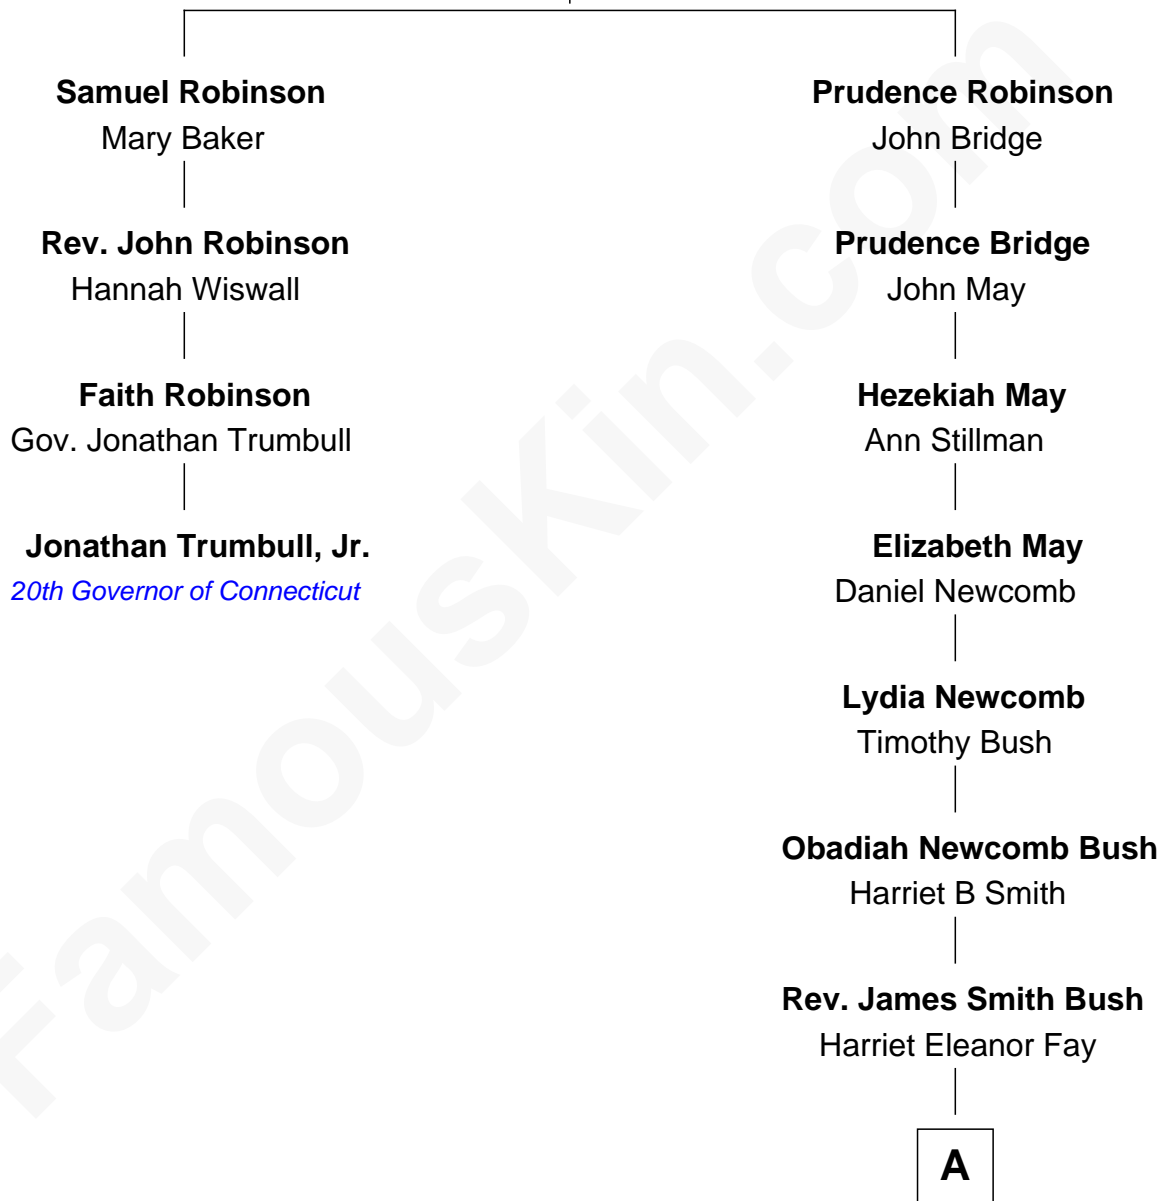 Samuel Robinson
Mary Baker
Rev. John Robinson
Hannah Wiswall
Faith Robinson
Gov. Jonathan Trumbull
Jonathan Trumbull, Jr.
20th Governor of Connecticut
Prudence Robinson
John Bridge
Prudence Bridge
John May
Hezekiah May
Ann Stillman
Elizabeth May
Daniel Newcomb
Lydia Newcomb
Timothy Bush
Obadiah Newcomb Bush
Harriet B Smith
Rev. James Smith Bush
Harriet Eleanor Fay
A
FamousKin.com